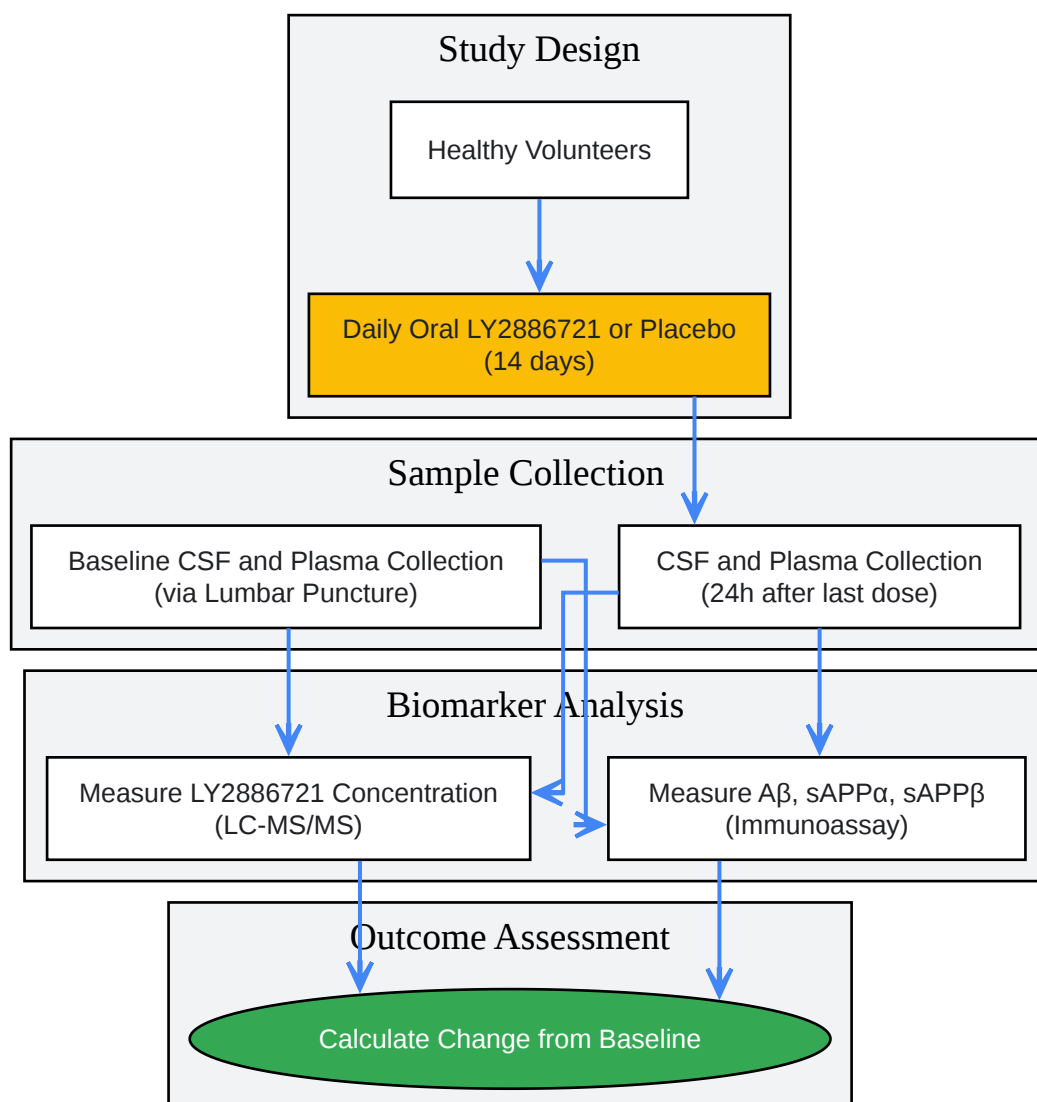 Study Design
Healthy Volunteers
Daily Oral LY2886721 or Placebo
(14 days)
Sample Collection
Baseline CSF and Plasma Collection
(via Lumbar Puncture)
CSF and Plasma Collection
(24h after last dose)
Biomarker Analysis
Measure LY2886721 Concentration
(LC-MS/MS)
Measure Aβ, sAPPα, sAPPβ
(Immunoassay)
Outcome Assessment
Calculate Change from Baseline